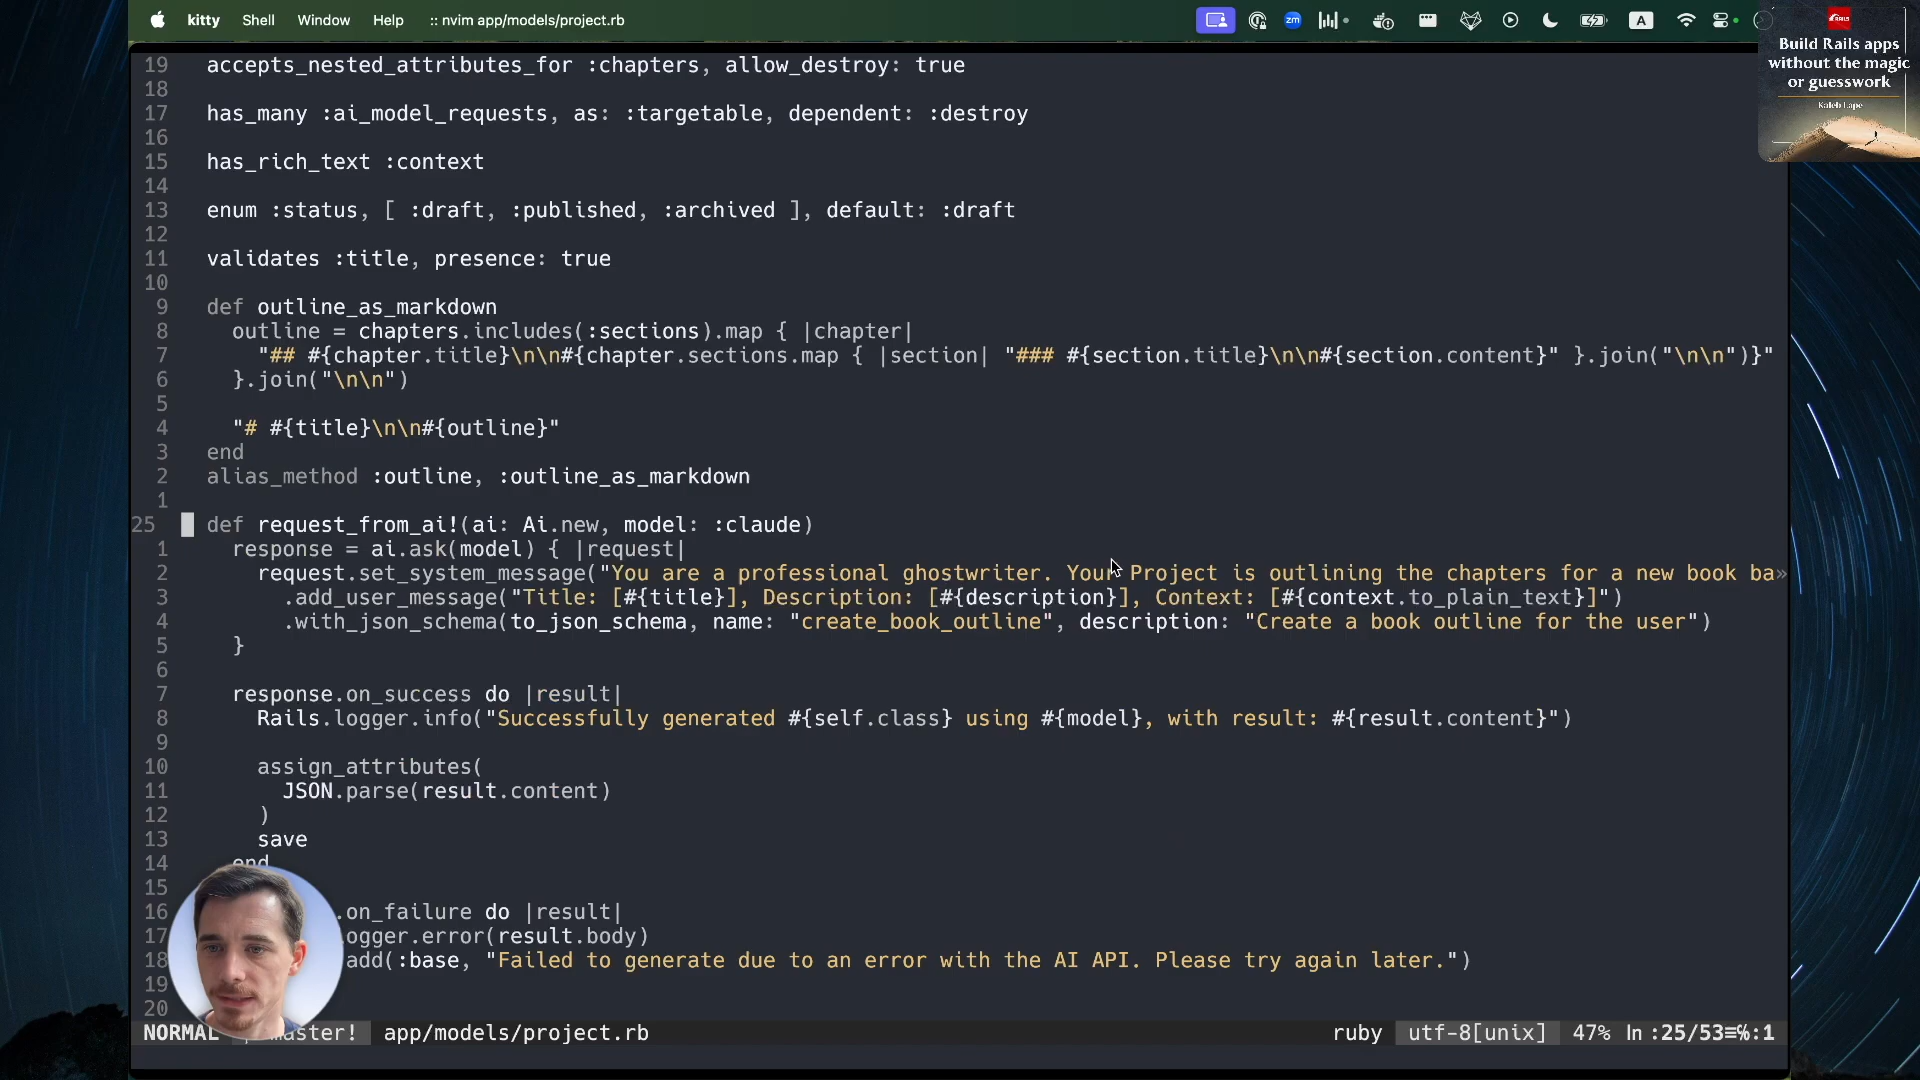 kitty Shell Window Help :: nvim app/models/project.rb
zm A
RAILS
Build Rails apps
without the magic
or guesswork
Kaleb Lape
19 accepts_nested_attributes_for :chapters, allow_destroy: true
18
17 has_many :ai_model_requests, as: :targetable, dependent: :destroy
16
15 has_rich_text :context
14
13 enum :status, [ :draft, :published, :archived ], default: :draft
12
11 validates :title, presence: true
10
9 def outline_as_markdown
8 outline = chapters.includes(:sections).map { |chapter|
7 "## #{chapter.title}\n\n#{chapter.sections.map { |section| "### #{section.title}\n\n#{section.content}" }.join("\n\n")}"
6 }.join("\n\n")
5
4 "# #{title}\n\n#{outline}"
3 end
2 alias_method :outline, :outline_as_markdown
1
25 def request_from_ai!(ai: Ai.new, model: :claude)
1 response = ai.ask(model) { |request|
2 request.set_system_message("You are a professional ghostwriter. Your Project is outlining the chapters for a new book ba»
3 .add_user_message("Title: [#{title}], Description: [#{description}], Context: [#{context.to_plain_text}]")
4 .with_json_schema(to_json_schema, name: "create_book_outline", description: "Create a book outline for the user")
5 }
6
7 response.on_success do |result|
8 Rails.logger.info("Successfully generated #{self.class} using #{model}, with result: #{result.content}")
9
10 assign_attributes(
11 JSON.parse(result.content)
12 )
13 save
14 end
15
16 .on_failure do |result|
17 ogger.error(result.body)
18 add(:base, "Failed to generate due to an error with the AI API. Please try again later.")
19
20
NORMAL master! app/models/project.rb ruby utf-8[unix] 47% ln :25/53≡℅:1